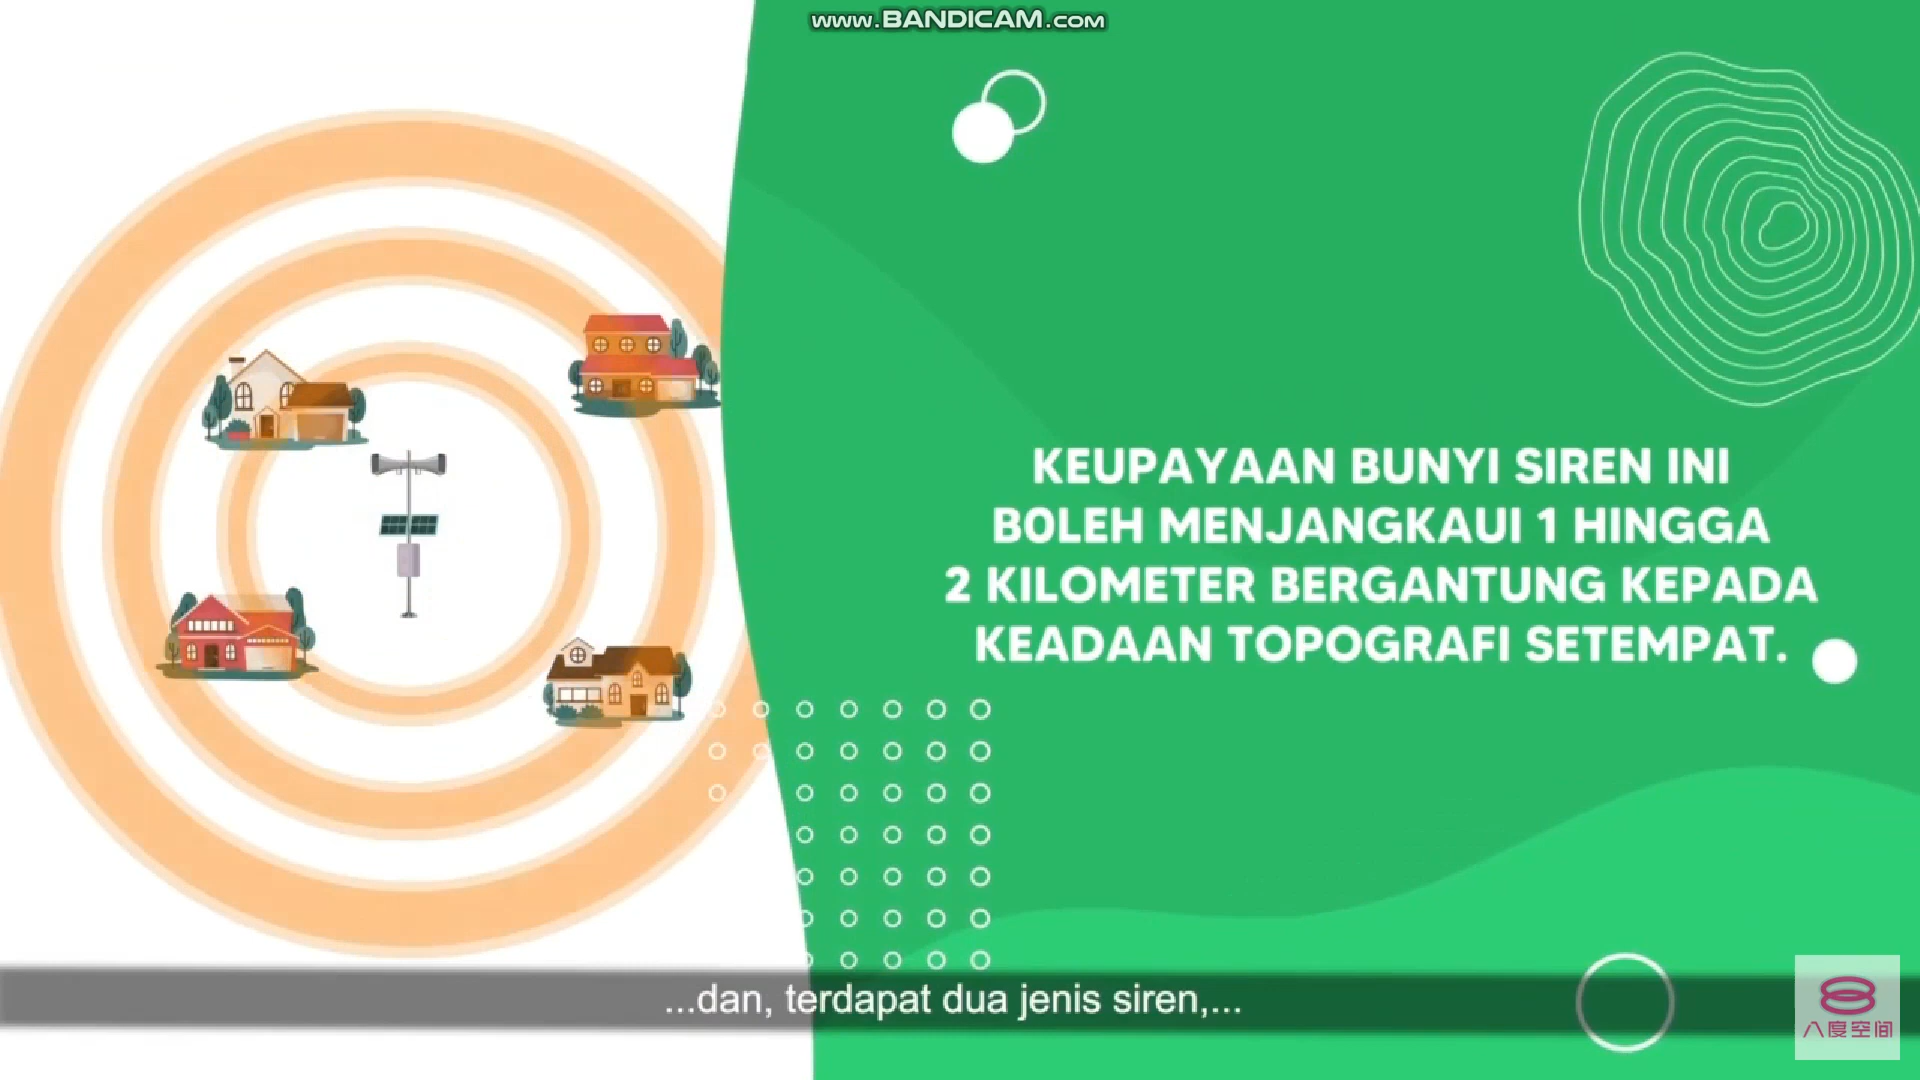 www.BANDICAM.com
KEUPAYAAN BUNYI SIREN INI
B0LEH MENJANGKAUI 1 HINGGA
2 KILOMETER BERGANTUNG KEPADA
KEADAAN TOPOGRAFI SETEMPAT.
...dan, terdapat dua jenis siren,...
八度空间